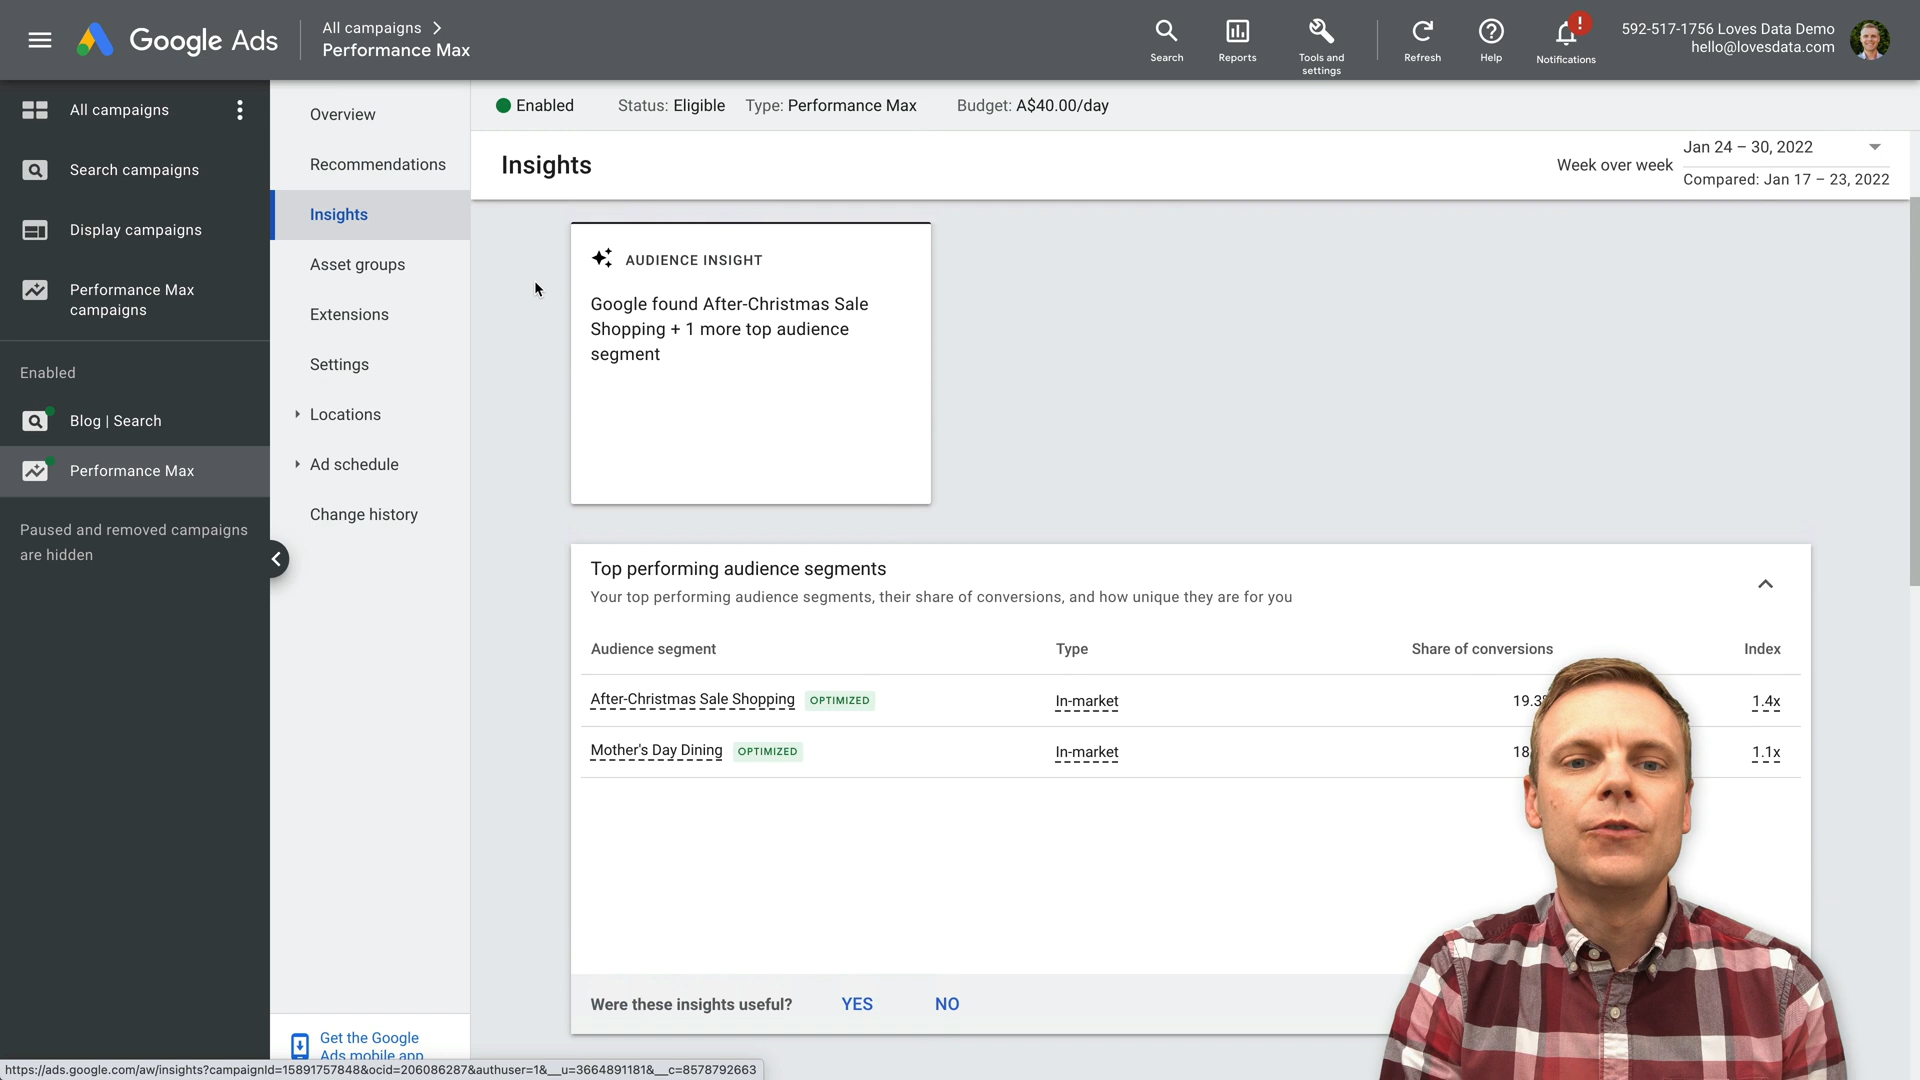 Google Ads
All campaigns
Performance Max
Search
Reports
Tools and
settings
Refresh
Help
!
Notifications
592-517-1756 Loves Data Demo
hello@lovesdata.com
All campaigns
Search campaigns
Display campaigns
Performance Max
campaigns
Enabled
Blog | Search
Performance Max
Paused and removed campaigns
are hidden
Overview
Recommendations
Insights
Asset groups
Extensions
Settings
Locations
Ad schedule
Change history
Get the Google
Ads mobile app
Enabled
Status: Eligible
Type: Performance Max
Budget: A$40.00/day
Insights
Week over week
Jan 24 – 30, 2022
Compared: Jan 17 – 23, 2022
AUDIENCE INSIGHT
Google found After-Christmas Sale
Shopping + 1 more top audience
segment
Top performing audience segments
Your top performing audience segments, their share of conversions, and how unique they are for you
Audience segment Type Share of conversions Index
After-Christmas Sale Shopping OPTIMIZED In-market 19.3 1.4x
Mother's Day Dining OPTIMIZED In-market 18 1.1x
Were these insights useful? YES NO
https://ads.google.com/aw/insights?campaignId=15891757848&ocid=206086287&authuser=1&__u=3664891181&__c=8578792663